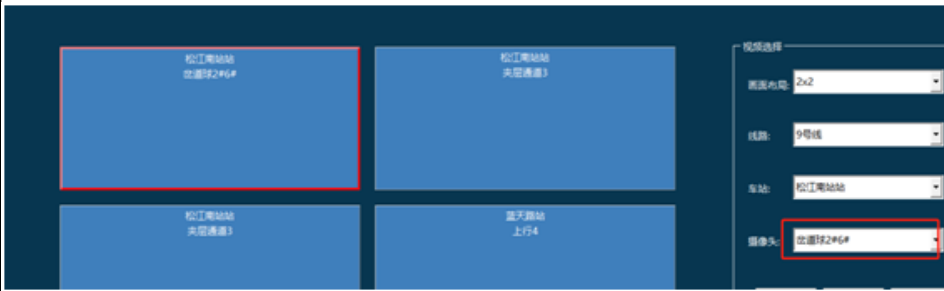 松江南站站
岔道球2#6#
松江南站站
夹层通道3
松江南站站
夹层通道3
蓝天路站
上行4
视频选择
画面布局:
2x2
线路:
9号线
车站:
松江南站站
摄像头:
岔道球2#6#